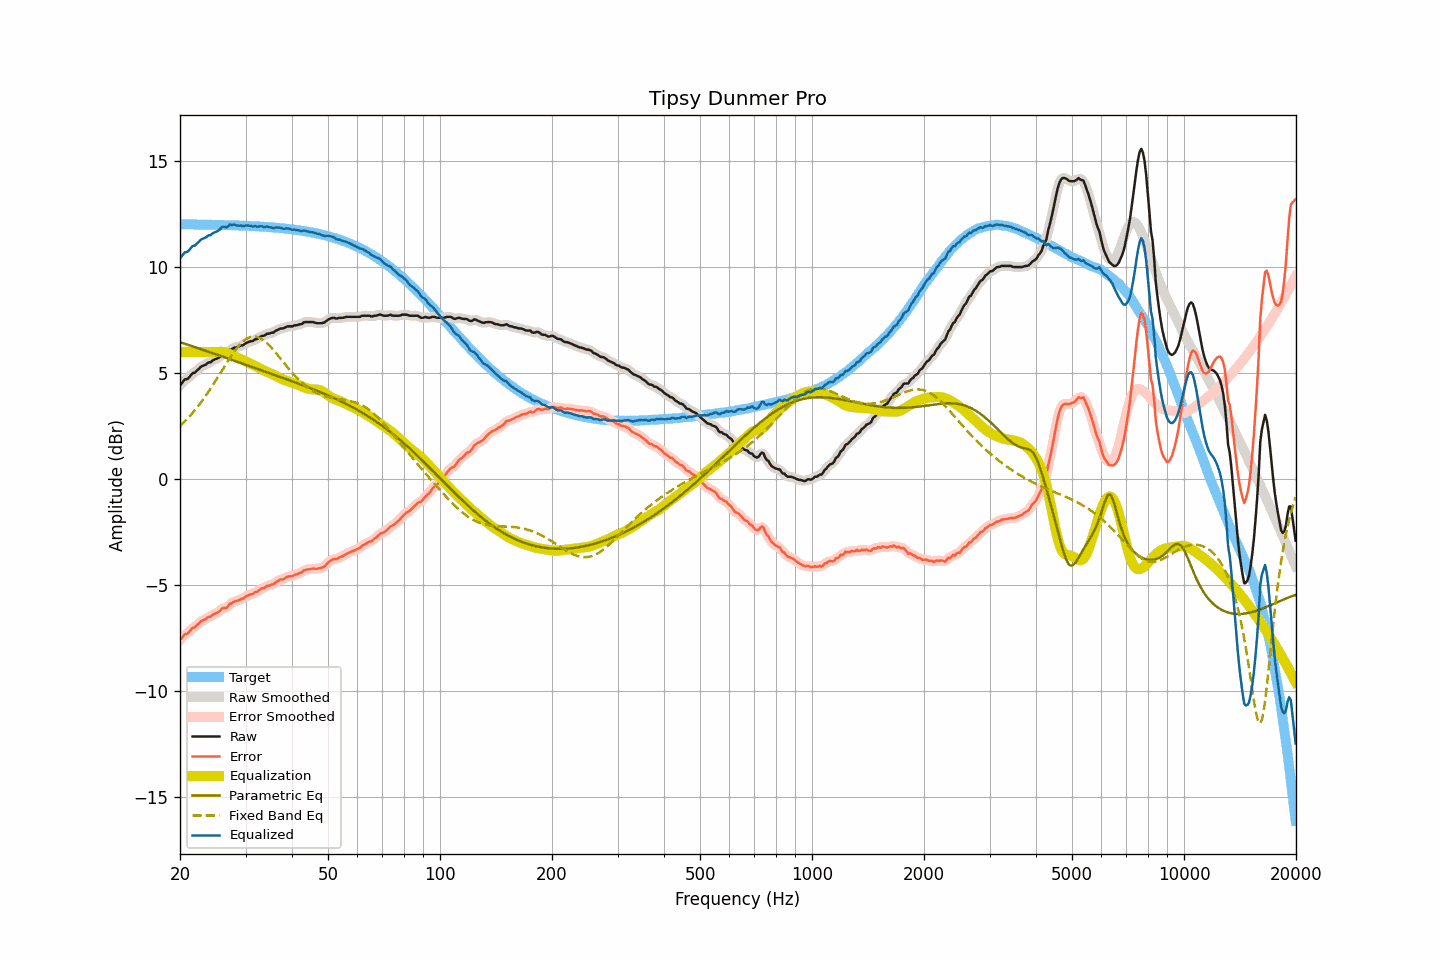 Tipsy Dunmer Pro
Amplitude (dBr)
15
10
5
0
−5
−10
−15
Target
Raw Smoothed
Error Smoothed
Raw
Error
Equalization
Parametric Eq
Fixed Band Eq
Equalized
20 50 100 200 500 1000 2000 5000 10000 20000
Frequency (Hz)